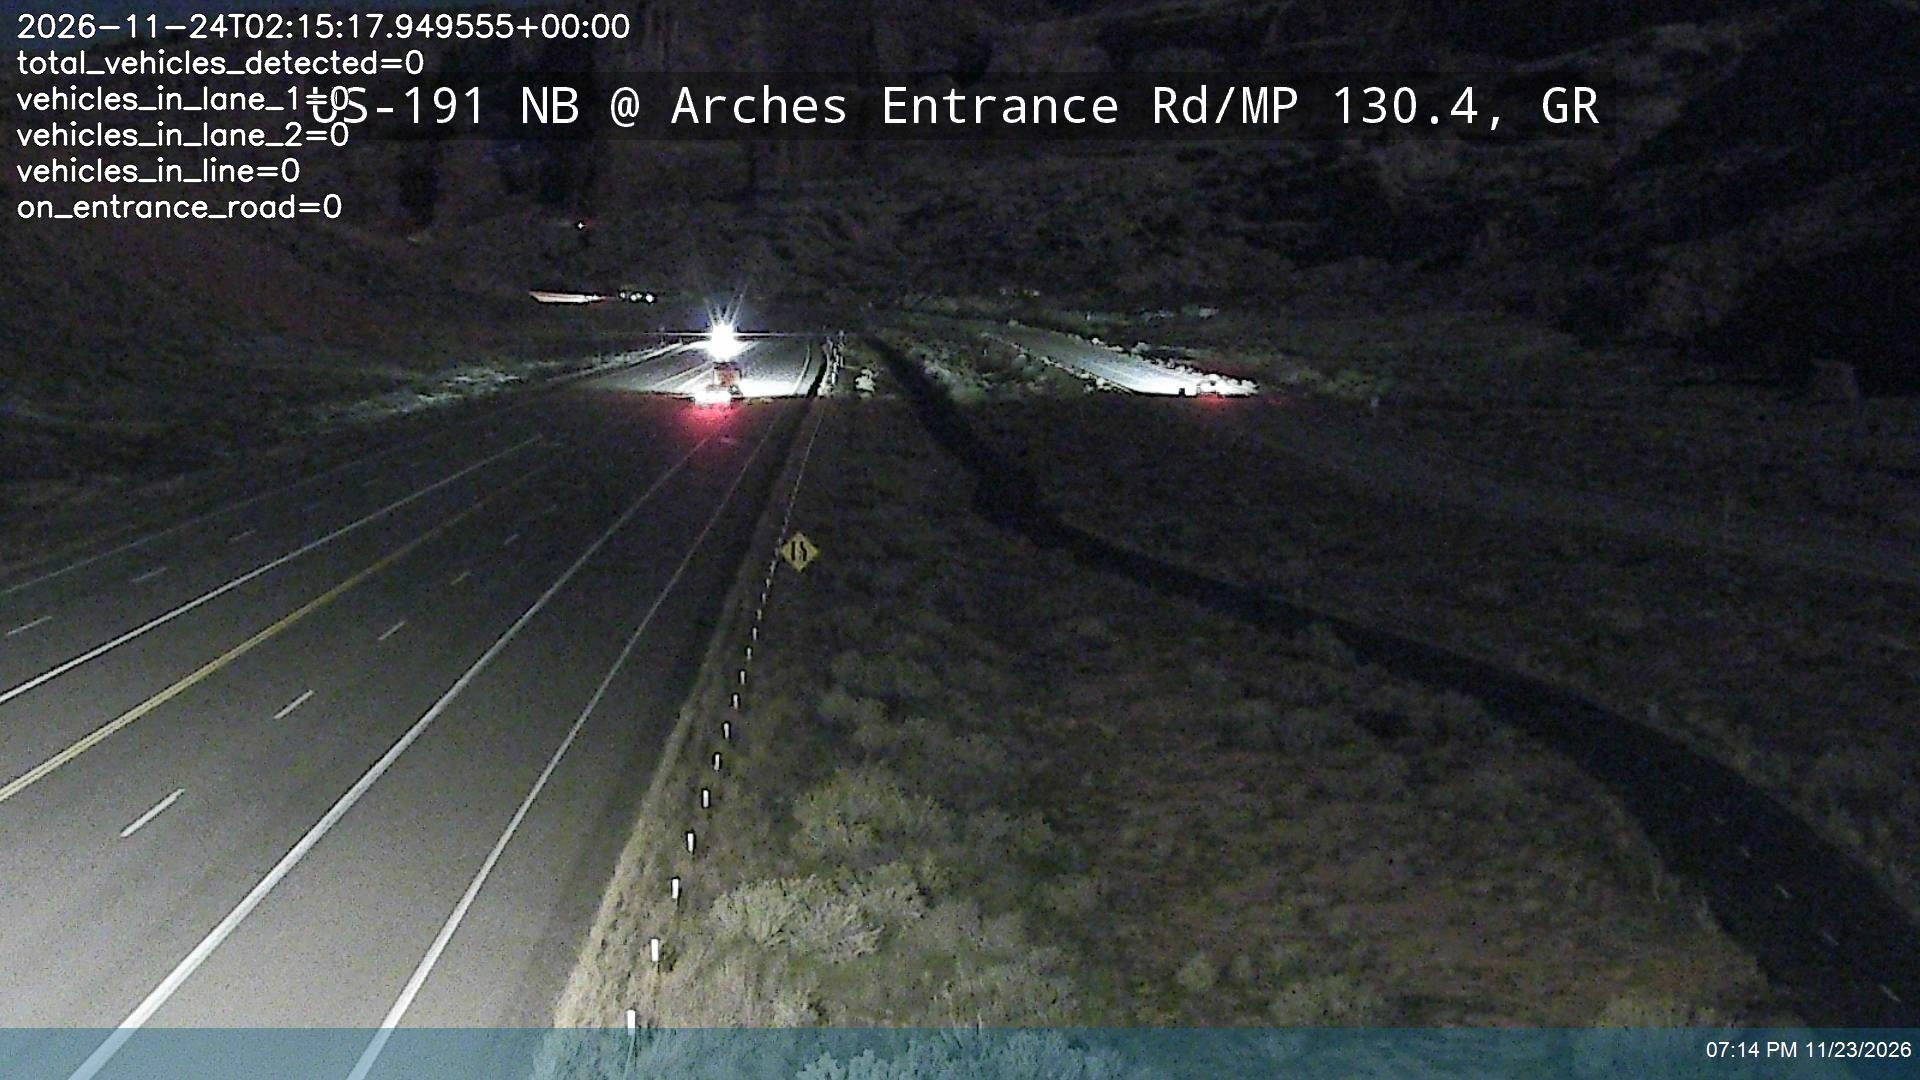 2026-11-24T02:15:17.949555+00:00
total_vehicles_detected=0
vehicles_in_lane_1=0
US-191 NB @ Arches Entrance Rd/MP 130.4, GR
vehicles_in_lane_2=0
vehicles_in_line=0
on_entrance_road=0
07:14 PM 11/23/2026